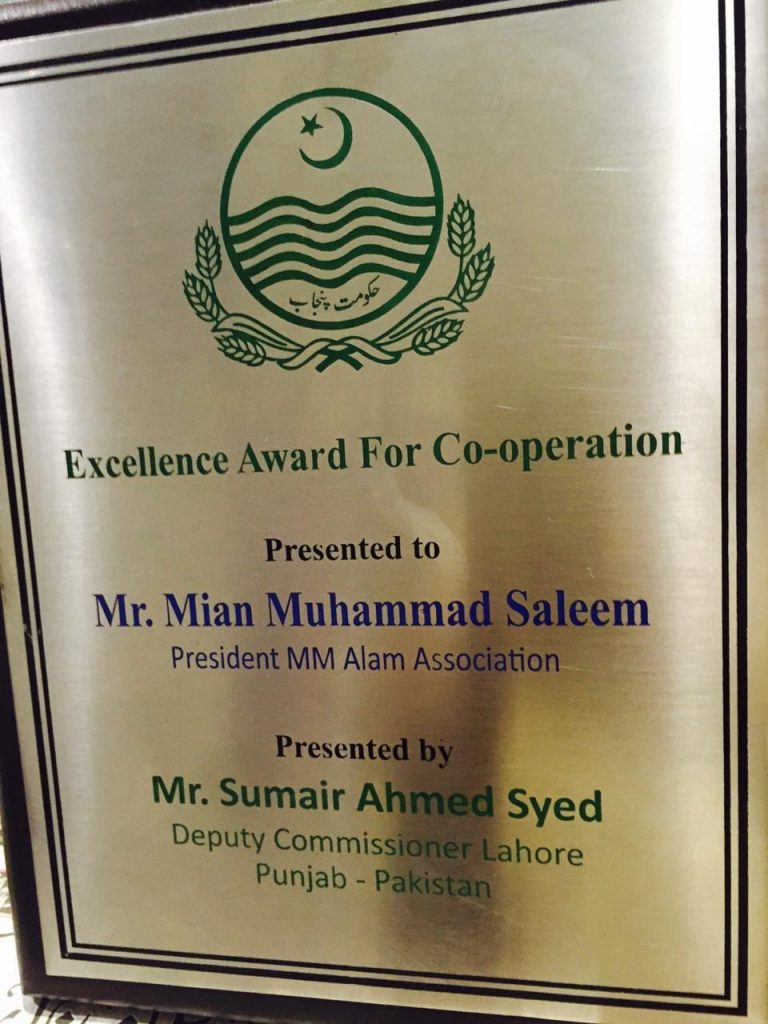 حکومت پنجاب
Excellence Award For Co-operation
Presented to
Mr. Mian Muhammad Saleem
President MM Alam Association
Presented by
Mr. Sumair Ahmed Syed
Deputy Commissioner Lahore
Punjab - Pakistan